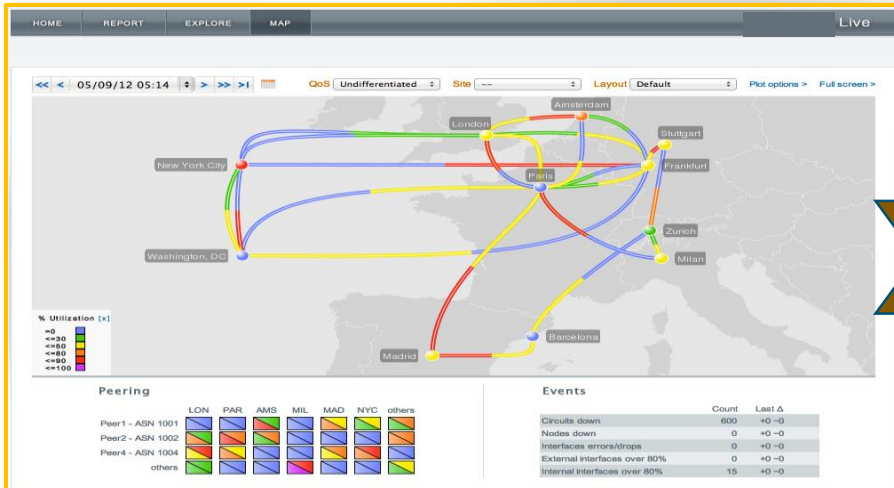 HOME REPORT EXPLORE MAP Live
<< < 05/09/12 05:14 > >> >I QoS Undifferentiated Site -- Layout Default Plot options > Full screen >
Amsterdam
London
Stuttgart
New York City
Frankfurt
Paris
Zurich
Washington, DC
Milan
% Utilization [x]
=0
<=30
<=50
<=80
<=90
<=100
Barcelona
Madrid
Peering
LON PAR AMS MIL MAD NYC others
Peer1 - ASN 1001
Peer2 - ASN 1002
Peer4 - ASN 1004
others
Events
Count Last Δ
Circuits down 600 +0 −0
Nodes down 0 +0 −0
Interfaces errors/drops 0 +0 −0
External interfaces over 80% 0 +0 −0
Internal interfaces over 80% 15 +0 −0